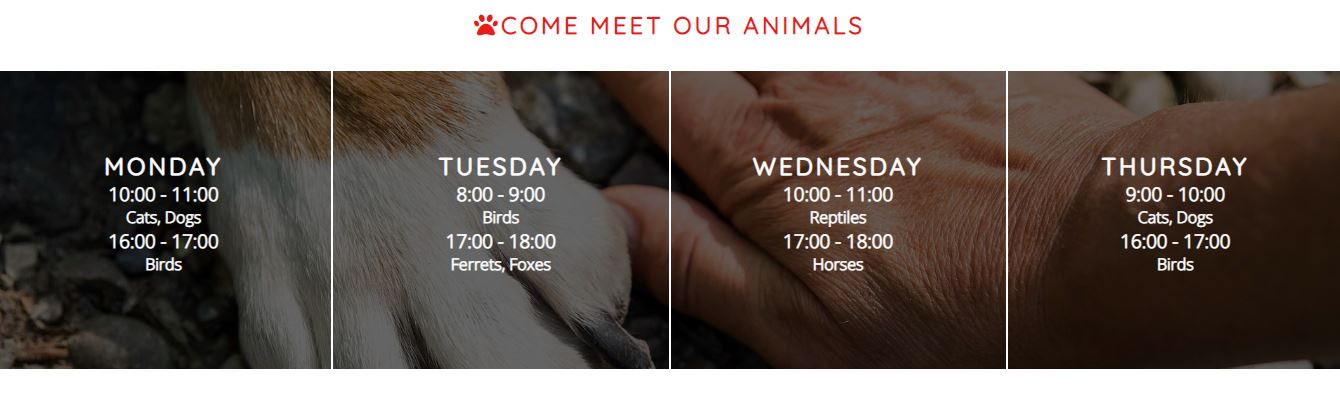 COME MEET OUR ANIMALS
MONDAY
10:00 - 11:00
Cats, Dogs
16:00 - 17:00
Birds
TUESDAY
8:00 - 9:00
Birds
17:00 - 18:00
Ferrets, Foxes
WEDNESDAY
10:00 - 11:00
Reptiles
17:00 - 18:00
Horses
THURSDAY
9:00 - 10:00
Cats, Dogs
16:00 - 17:00
Birds